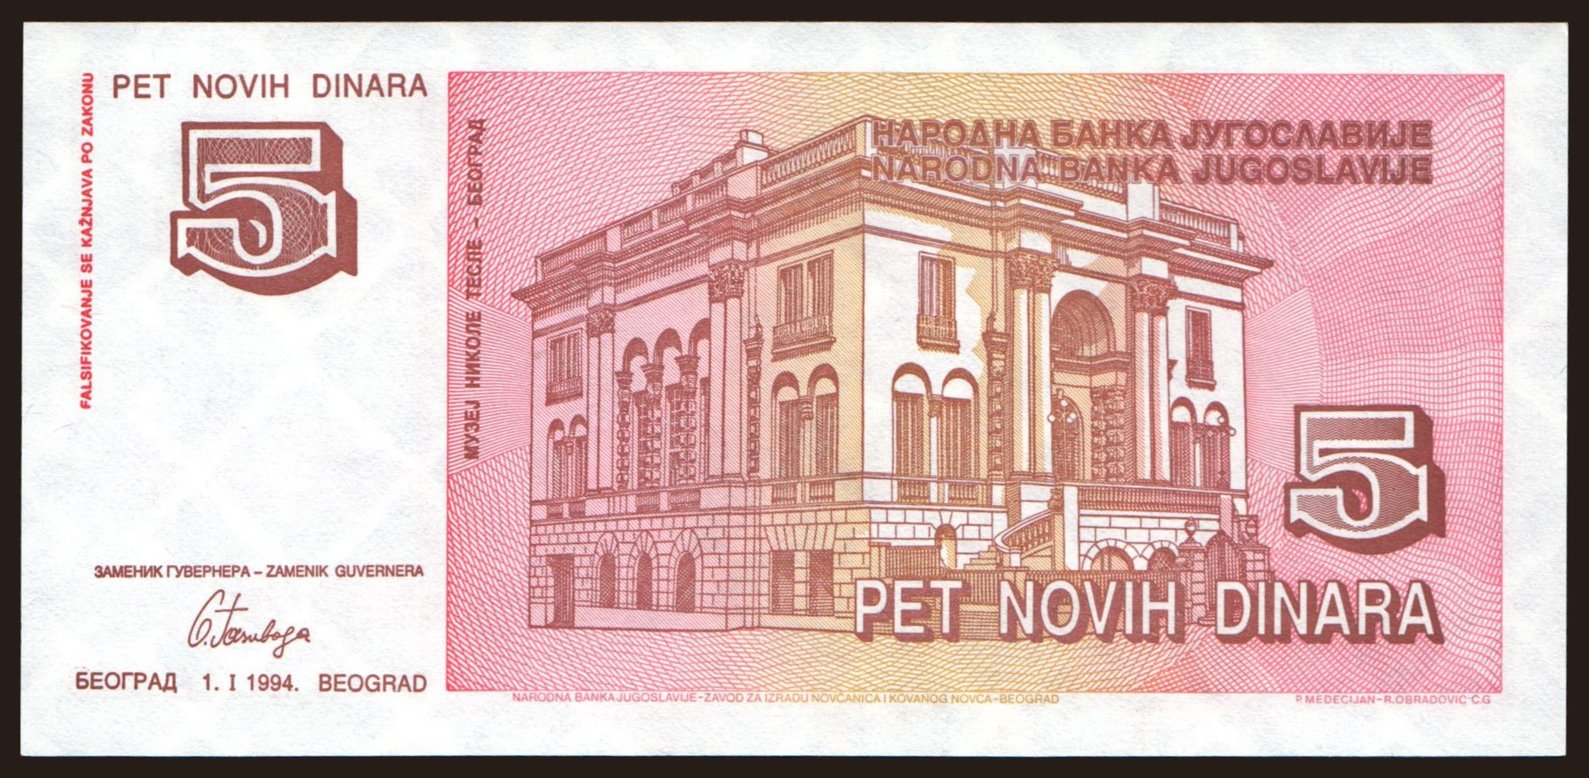 PET NOVIH DINARA
5
FALSIFIKOVANJE SE KAŽNJAVA PO ZAKONU
МУЗЕЈ НИКОЛЕ ТЕСЛЕ – БЕОГРАД
НАРОДНА БАНКА ЈУГОСЛАВИЈЕ
NARODNA BANKA JUGOSLAVIJE
5
PET NOVIH DINARA
ЗАМЕНИК ГУВЕРНЕРА – ZAMENIK GUVERNERA
БЕОГРАД 1. I 1994. BEOGRAD
NARODNA BANKA JUGOSLAVIJE-ZAVOD ZA IZRADU NOVČANICA I KOVANOG NOVCA-BEOGRAD
P.MEDECIJAN-R.OBRADOVIĆ C.G